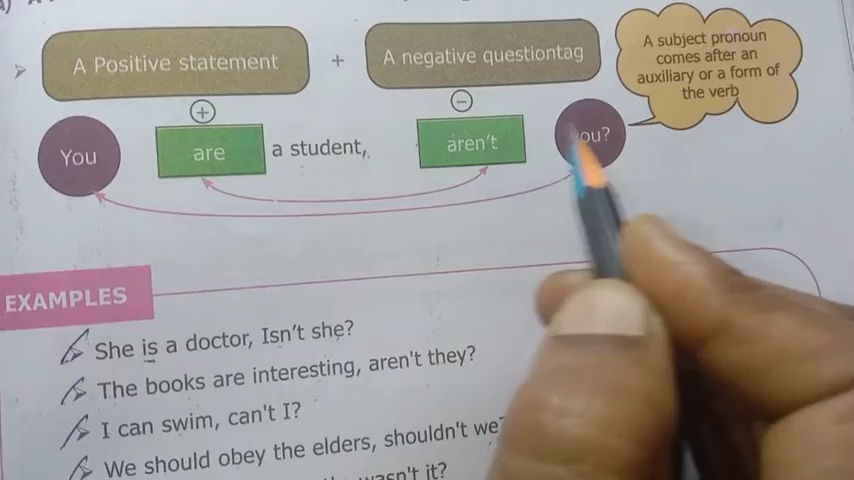 A Positive statement + A negative questiontag
A subject pronoun
comes after an
auxiliary or a form of
the verb
+ −
You are a student, aren't you?
EXAMPLES
She is a doctor, Isn't she?
The books are interesting, aren't they?
I can swim, can't I?
We should obey the elders, shouldn't we?
wasn't it?